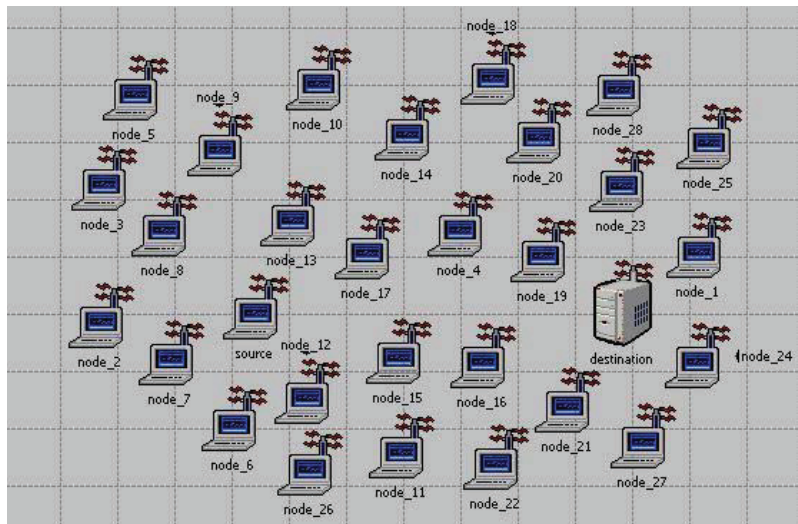 node_18
node_9
node_10
node_5
node_28
node_14
node_20
node_25
node_3
node_23
node_8
node_13
node_4
node_17
node_19
node_1
node_12
source
destination
node_24
node_2
node_7
node_15
node_16
node_21
node_6
node_11
node_27
node_22
node_26